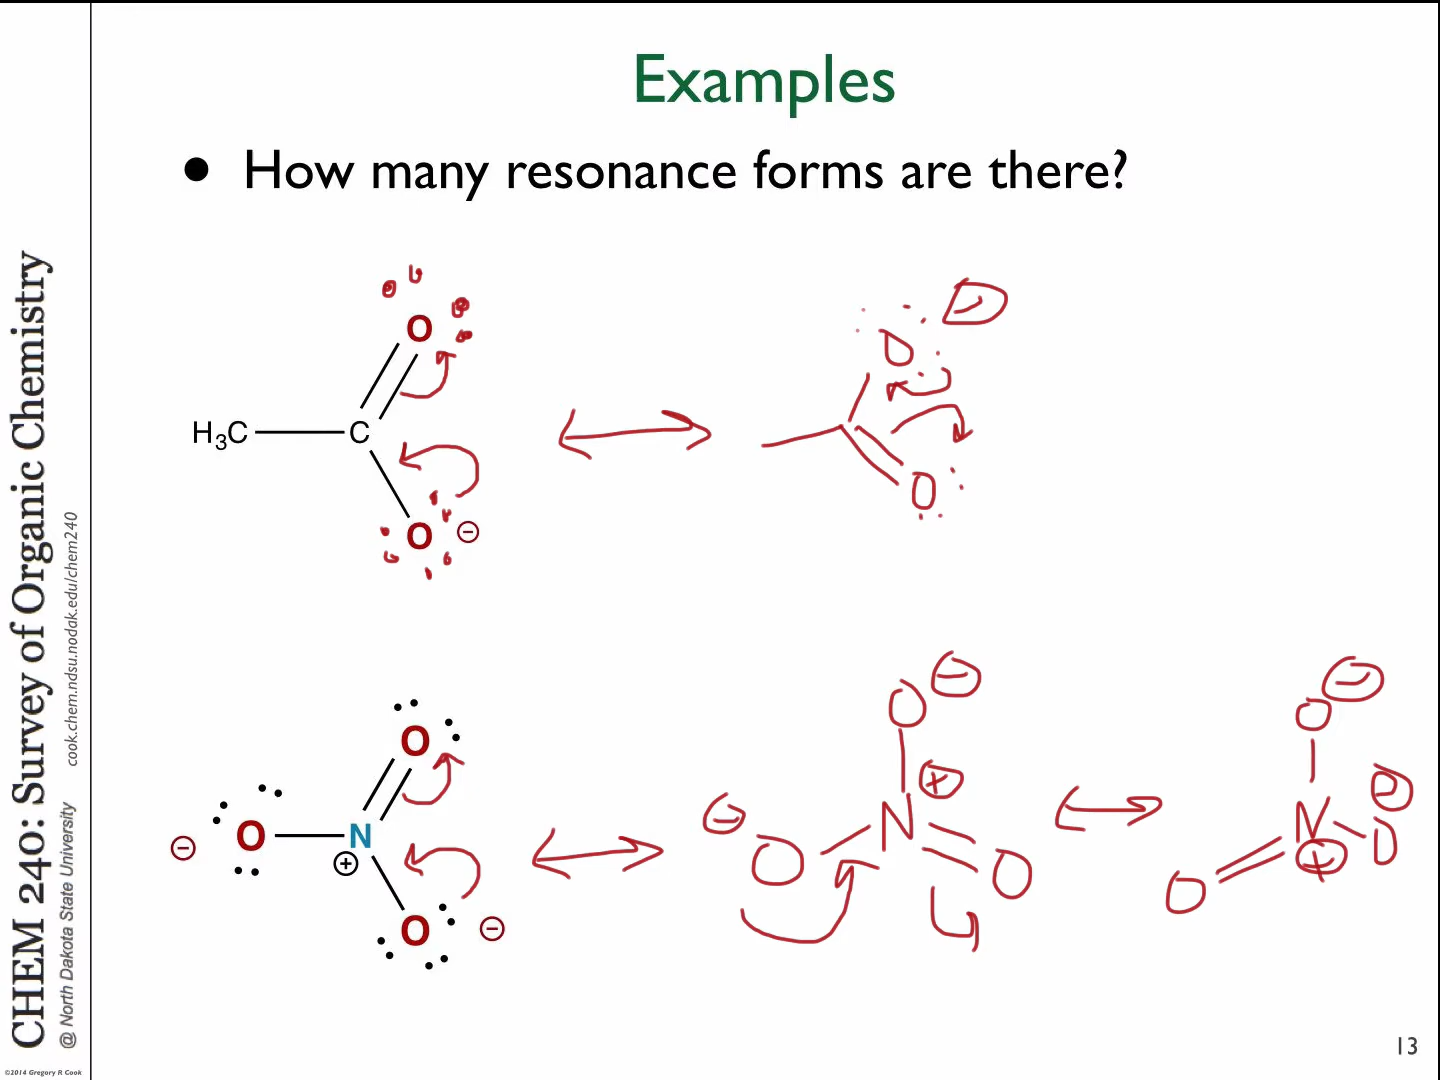 Examples
• How many resonance forms are there?
CHEM 240: Survey of Organic Chemistry
@ North Dakota State University cook.chem.ndsu.nodak.edu/chem240
©2014 Gregory R Cook
O
H₃C C
O ⊖
O ⊖
O
O
⊖ O N ⊕
O ⊖
O ⊖
N ⊕
⊖ O O
O ⊖
N ⊕ O ⊖
O
13